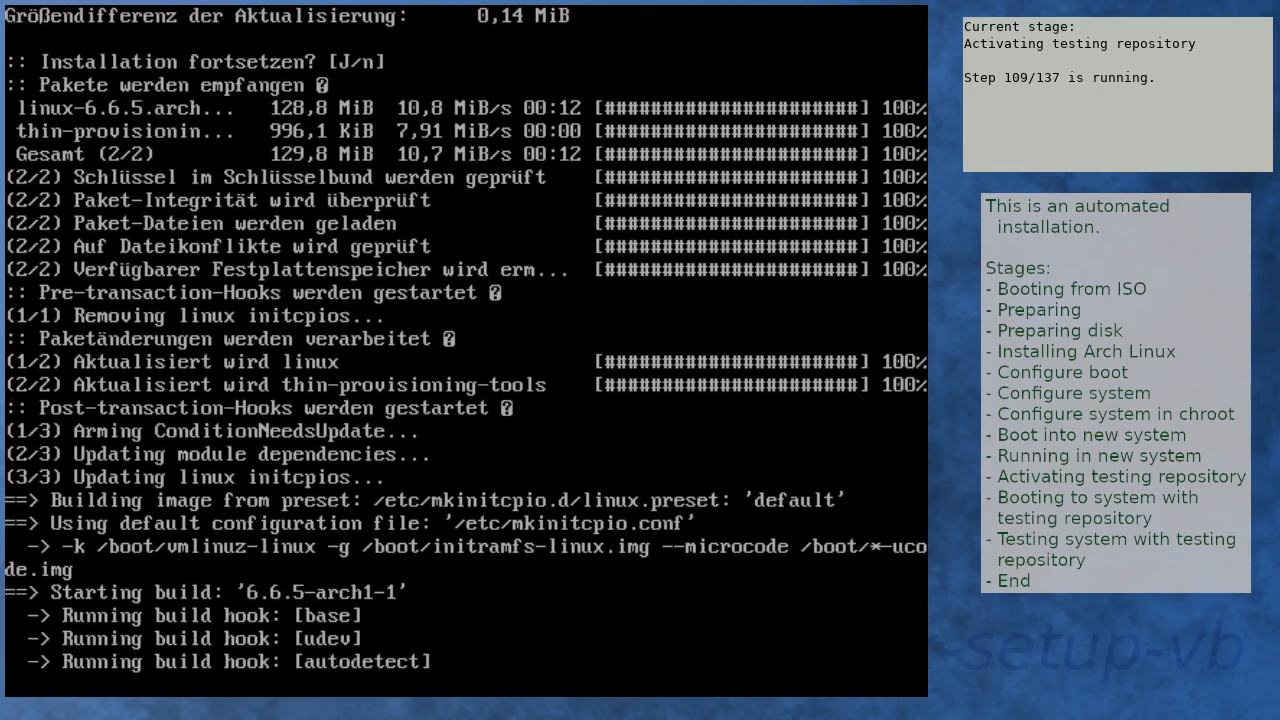 Größendifferenz der Aktualisierung:      0,14 MiB
:: Installation fortsetzen? [J/n]
:: Pakete werden empfangen �
linux-6.6.5.arch...   128,8 MiB  10,8 MiB/s 00:12 [######################] 100%
thin-provisionin...   996,1 KiB  7,91 MiB/s 00:00 [######################] 100%
Gesamt (2/2)          129,8 MiB  10,7 MiB/s 00:12 [######################] 100%
(2/2) Schlüssel im Schlüsselbund werden geprüft    [######################] 100%
(2/2) Paket-Integrität wird überprüft              [######################] 100%
(2/2) Paket-Dateien werden geladen                 [######################] 100%
(2/2) Auf Dateikonflikte wird geprüft              [######################] 100%
(2/2) Verfügbarer Festplattenspeicher wird erm...  [######################] 100%
:: Pre-transaction-Hooks werden gestartet �
(1/1) Removing linux initcpios...
:: Paketänderungen werden verarbeitet �
(1/2) Aktualisiert wird linux                      [######################] 100%
(2/2) Aktualisiert wird thin-provisioning-tools    [######################] 100%
:: Post-transaction-Hooks werden gestartet �
(1/3) Arming ConditionNeedsUpdate...
(2/3) Updating module dependencies...
(3/3) Updating linux initcpios...
==> Building image from preset: /etc/mkinitcpio.d/linux.preset: 'default'
==> Using default configuration file: '/etc/mkinitcpio.conf'
-> -k /boot/vmlinuz-linux -g /boot/initramfs-linux.img --microcode /boot/*-uco
de.img
==> Starting build: '6.6.5-arch1-1'
-> Running build hook: [base]
-> Running build hook: [udev]
-> Running build hook: [autodetect]
Current stage:
Activating testing repository
Step 109/137 is running.
This is an automated
installation.
Stages:
- Booting from ISO
- Preparing
- Preparing disk
- Installing Arch Linux
- Configure boot
- Configure system
- Configure system in chroot
- Boot into new system
- Running in new system
- Activating testing repository
- Booting to system with
testing repository
- Testing system with testing
repository
- End
-setup-vb